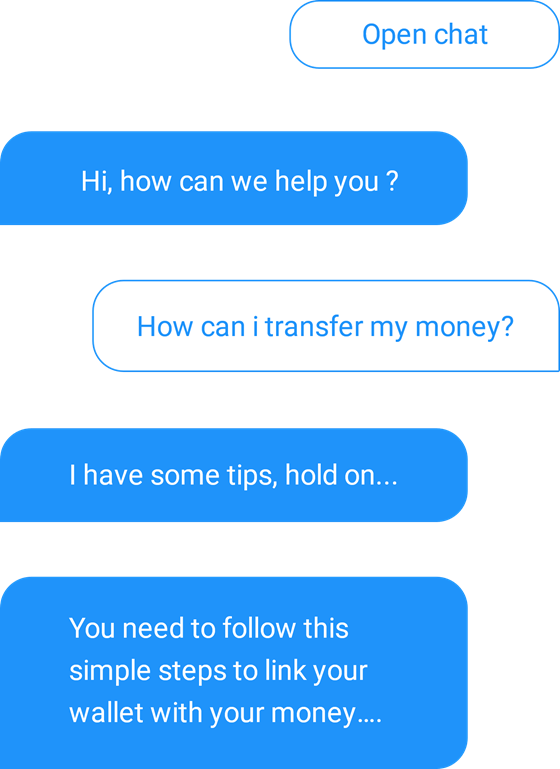 Open chat
Hi, how can we help you ?
How can i transfer my money?
I have some tips, hold on...
You need to follow this
simple steps to link your
wallet with your money....